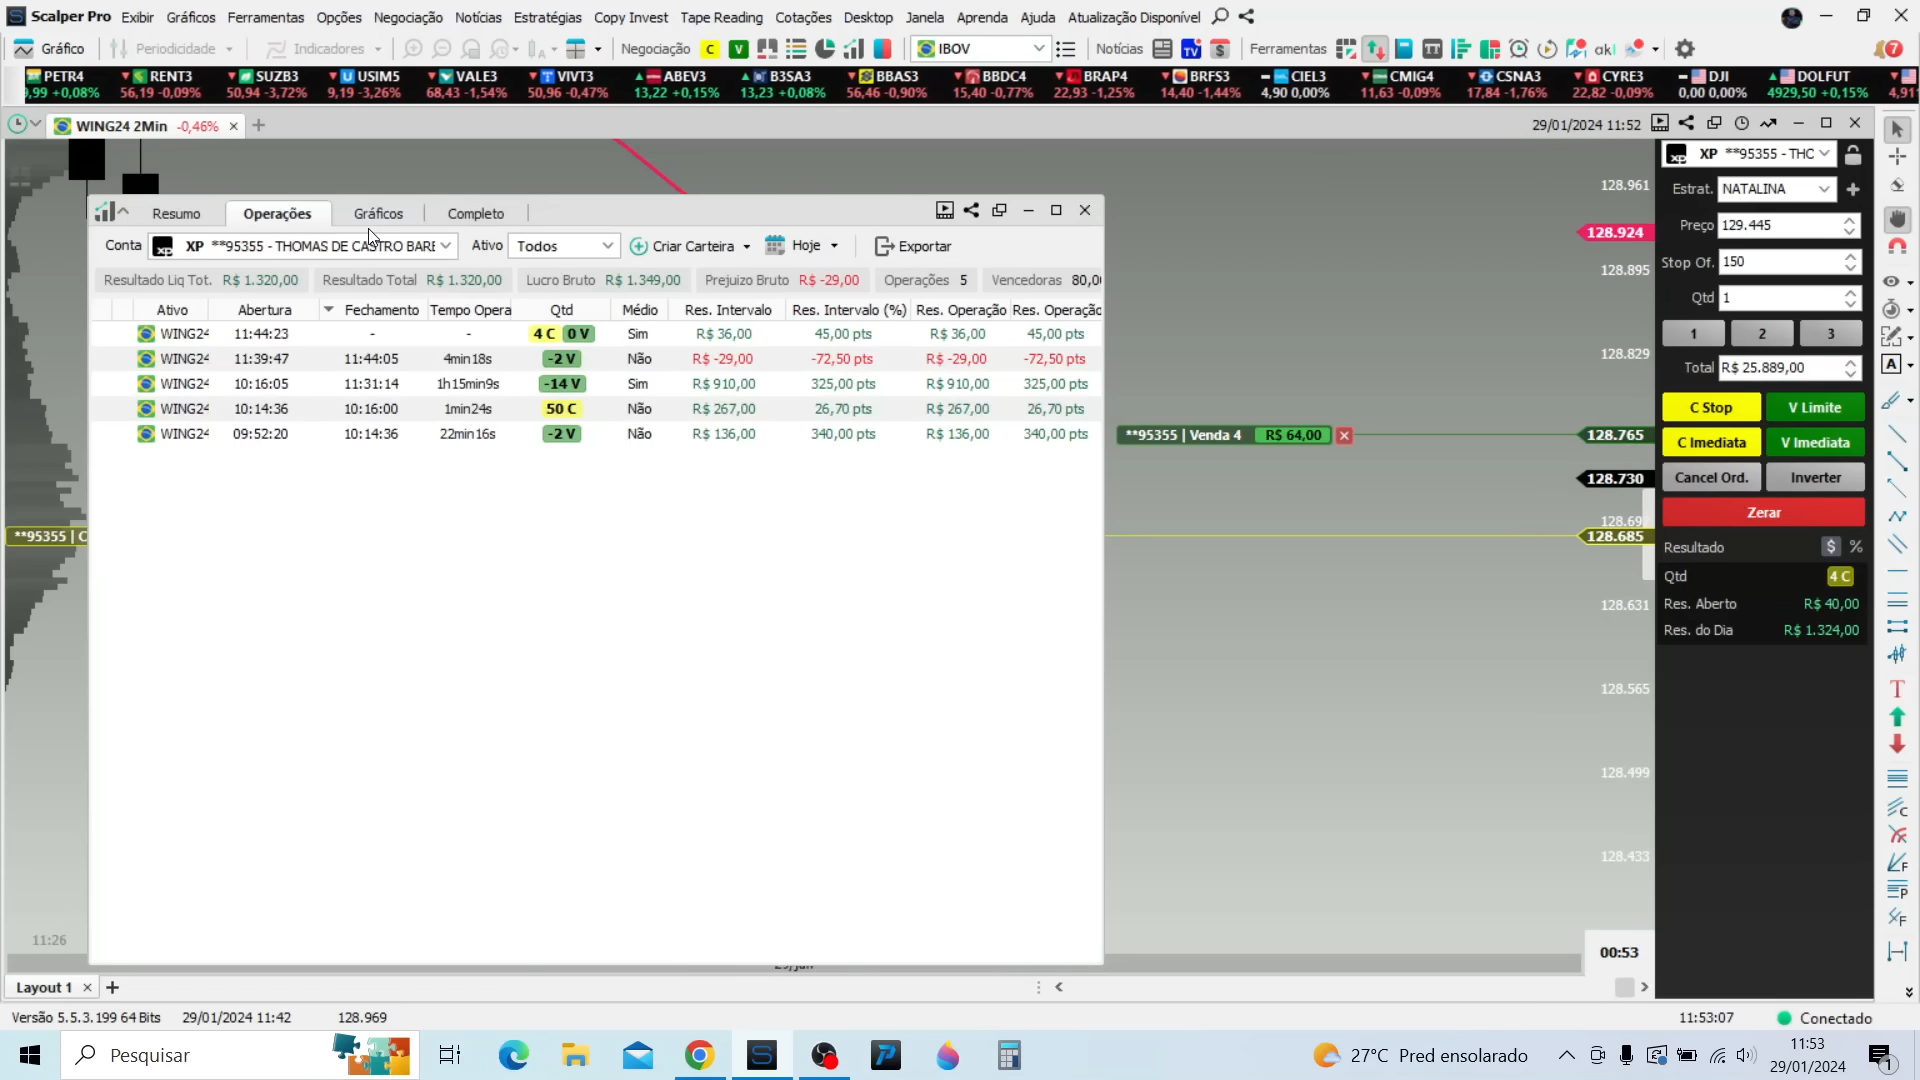 Scalper Pro Exibir Gráficos Ferramentas Opções Negociação Notícias Estratégias Copy Invest Tape Reading Cotações Desktop Janela Aprenda Ajuda Atualização Disponível
Gráfico Periodicidade Indicadores Negociação C V IBOV Notícias TV $ Ferramentas 7
PETR4 RENT3 SUZB3 USIM5 VALE3 VIVT3 ABEV3 B3SA3 BBAS3 BBDC4 BRAP4 BRFS3 CIEL3 CMIG4 CSNA3 CYRE3 DJI DOLFUT
,99 +0,08% 56,19 -0,09% 50,94 -3,72% 9,19 -3,26% 68,43 -1,54% 50,96 -0,47% 13,22 +0,15% 13,23 +0,08% 56,46 -0,90% 15,40 -0,77% 22,93 -1,25% 14,40 -1,44% 4,90 0,00% 11,63 -0,09% 17,84 -1,76% 22,82 -0,09% 0,00 0,00% 4929,50 +0,15% 4,911
WING24 2Min -0,46% 29/01/2024 11:52
Resumo Operações Gráficos Completo
Conta XP **95355 - THOMAS DE CASTRO BARE Ativo Todos Criar Carteira Hoje Exportar
Resultado Liq Tot. R$ 1.320,00 Resultado Total R$ 1.320,00 Lucro Bruto R$ 1.349,00 Prejuizo Bruto R$ -29,00 Operações 5 Vencedoras 80,00
Ativo Abertura Fechamento Tempo Opera Qtd Médio Res. Intervalo Res. Intervalo (%) Res. Operação Res. Operação
WING24 11:44:23 - - 4 C 0 V Sim R$ 36,00 45,00 pts R$ 36,00 45,00 pts
WING24 11:39:47 11:44:05 4min18s -2 V Não R$ -29,00 -72,50 pts R$ -29,00 -72,50 pts
WING24 10:16:05 11:31:14 1h15min9s -14 V Sim R$ 910,00 325,00 pts R$ 910,00 325,00 pts
WING24 10:14:36 10:16:00 1min24s 50 C Não R$ 267,00 26,70 pts R$ 267,00 26,70 pts
WING24 09:52:20 10:14:36 22min16s -2 V Não R$ 136,00 340,00 pts R$ 136,00 340,00 pts
**95355 | Venda 4 R$ 64,00
**95355 | C
128.961
128.924
128.895
128.829
128.765
128.730
128.685
128.631
128.565
128.499
128.433
11:26
00:53
XP **95355 - THC
Estrat. NATALINA
Preço 129.445
Stop Of. 150
Qtd 1
1 2 3
Total R$ 25.889,00
C Stop V Limite
C Imediata V Imediata
Cancel Ord. Inverter
Zerar
Resultado $ %
Qtd 4 C
Res. Aberto R$ 40,00
Res. do Dia R$ 1.324,00
Layout 1
Versão 5.5.3.199 64 Bits 29/01/2024 11:42 128.969 11:53:07 Conectado
Pesquisar 27°C Pred ensolarado 11:53
29/01/2024 1